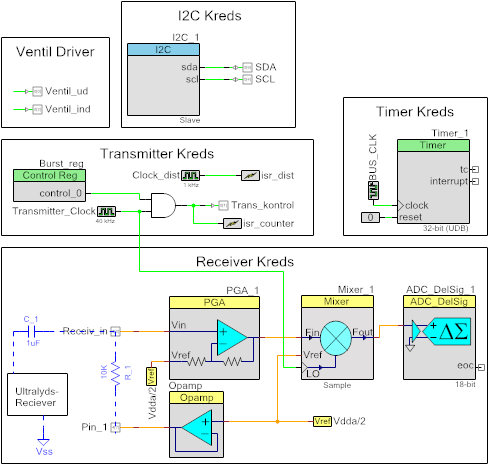 I2C Kreds
I2C_1
I2C
sda
scl
SDA
SCL
Slave
Ventil Driver
Ventil_ud
Ventil_ind
Timer Kreds
Timer_1
Timer
BUS_CLK
tc
interrupt
clock
0
reset
32-bit (UDB)
Transmitter Kreds
Burst_reg
Control Reg
control_0
Clock_dist
1 kHz
isr_dist
Trans_kontrol
Transmitter_Clock
40 kHz
isr_counter
Receiver Kreds
PGA_1
PGA
Vin
Vref
Mixer_1
Mixer
Fin
Fout
Vref
LO
Sample
ADC_DelSig_1
ADC_DelSig
ΔΣ
eoc
18-bit
C_1
1uF
Receiv_in
10K
R_1
Vdda/2
Vref
Opamp
Opamp
Vref
Vdda/2
Ultralyds-
Reciever
Pin_1
Vss